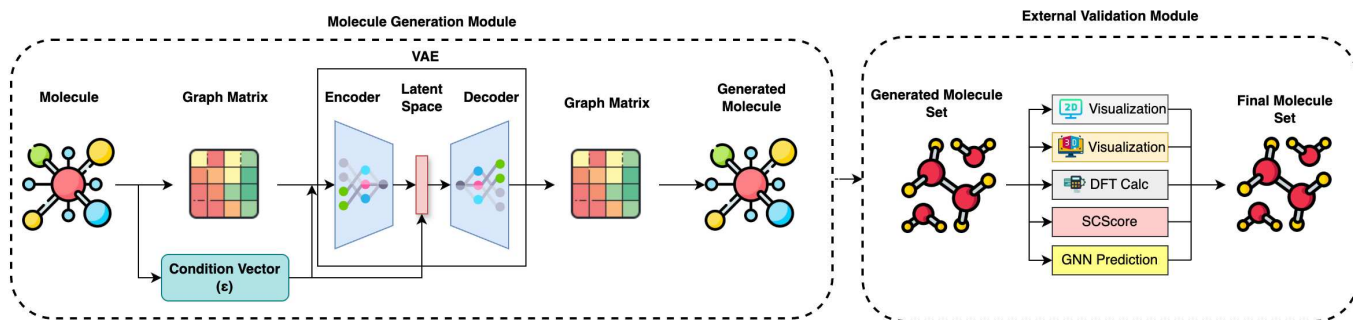 Molecule Generation Module
External Validation Module
VAE
Molecule
Graph Matrix
Encoder
Latent
Space
Decoder
Graph Matrix
Generated
Molecule
Condition Vector
(ε)
Generated Molecule
Set
2D Visualization
3D Visualization
DFT Calc
SCScore
GNN Prediction
Final Molecule
Set